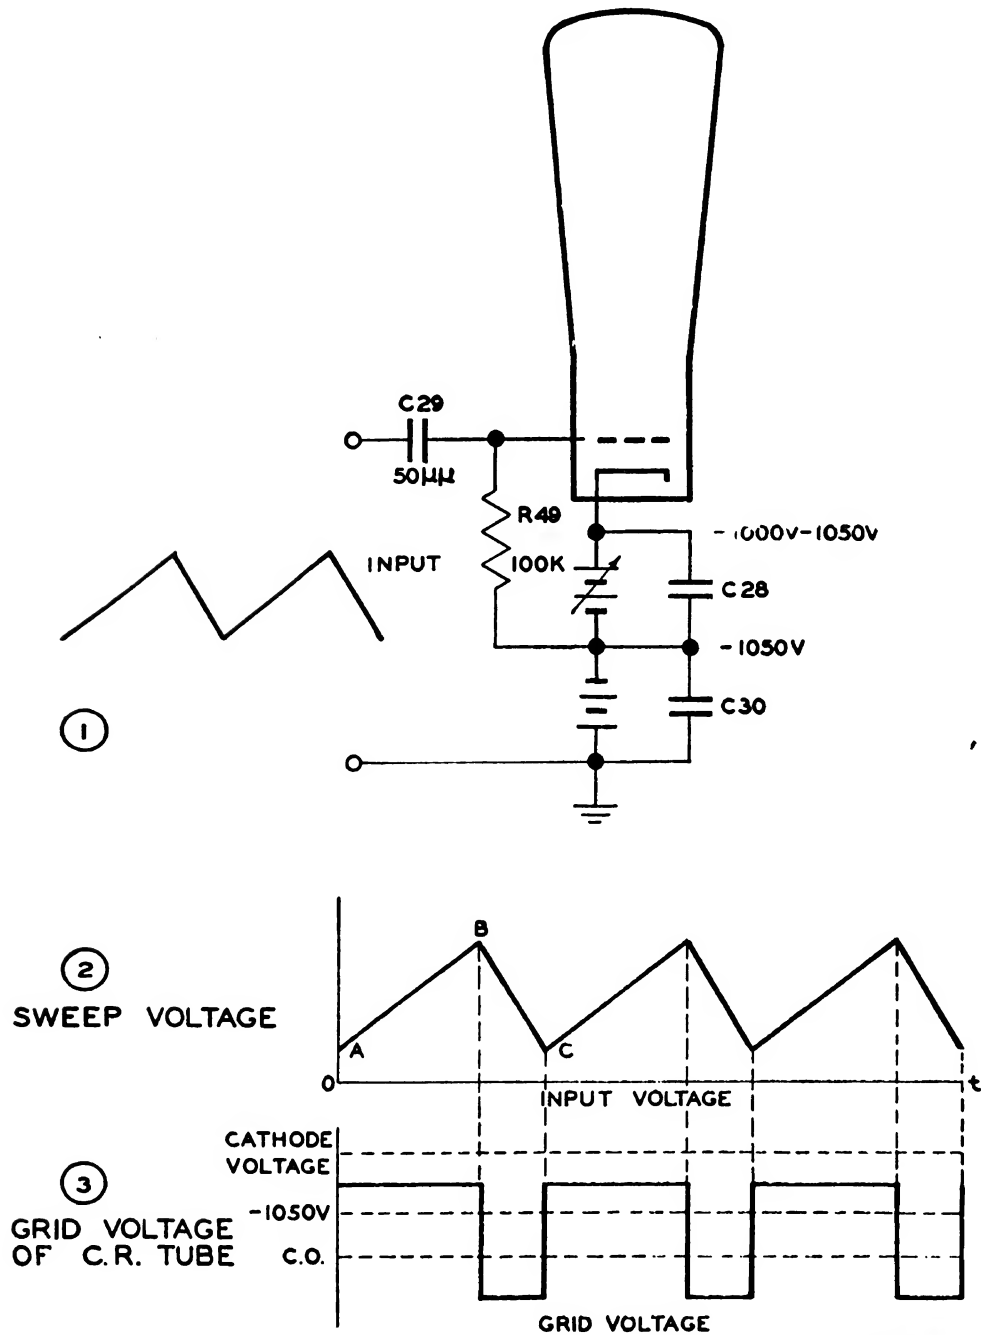 C29
50μμ
R49
100K
INPUT
-1000V-1050V
C28
-1050V
C30
1
2
SWEEP VOLTAGE
B
A
C
0
t
INPUT VOLTAGE
CATHODE
VOLTAGE
3
-1050V
GRID VOLTAGE
OF C.R. TUBE
C.O.
GRID VOLTAGE